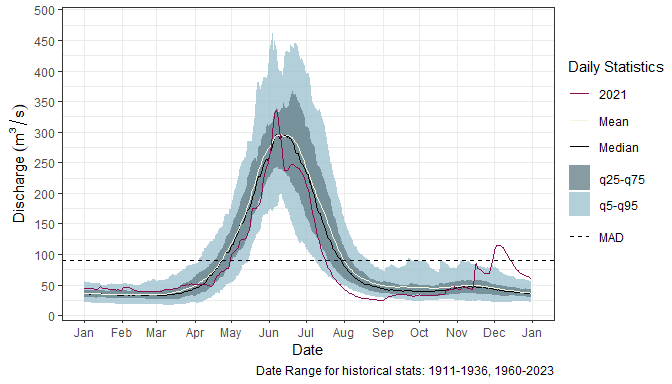 500
450
400
350
300
250
200
150
100
50
0
Discharge (m³/s)
Jan Feb Mar Apr May Jun Jul Aug Sep Oct Nov Dec Jan
Date
Date Range for historical stats: 1911-1936, 1960-2023
Daily Statistics
2021
Mean
Median
q25-q75
q5-q95
MAD